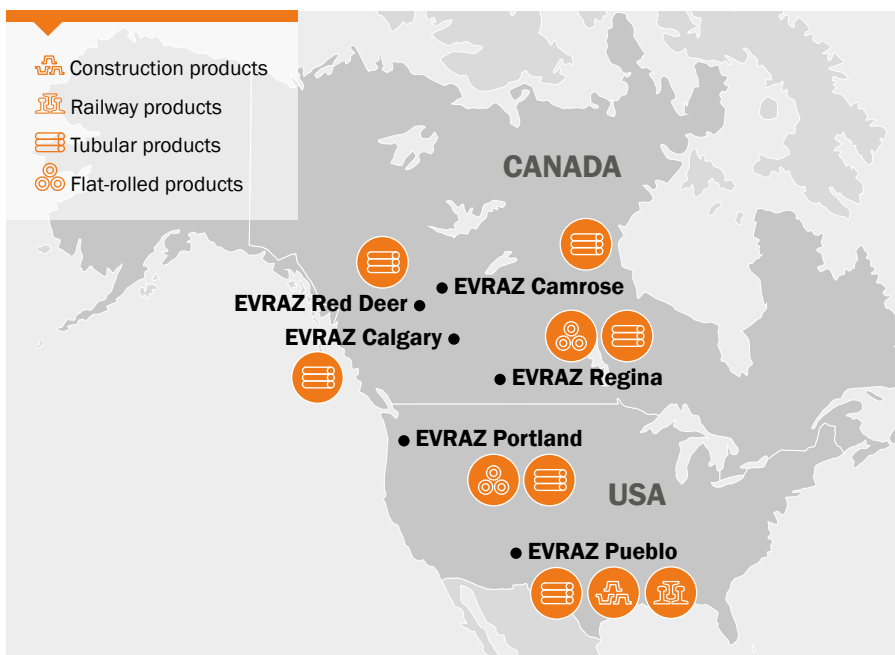 Construction products
Railway products
Tubular products
Flat-rolled products
CANADA
EVRAZ Camrose
EVRAZ Red Deer
EVRAZ Calgary
EVRAZ Regina
EVRAZ Portland
USA
EVRAZ Pueblo